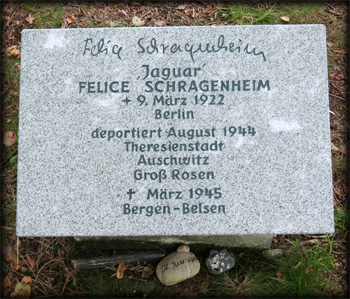 Felice Schragenheim
'Jaguar'
FELICE SCHRAGENHEIM
* 9. März 1922
Berlin
deportiert August 1944
Theresienstadt
Auschwitz
Groß Rosen
† März 1945
Bergen-Belsen